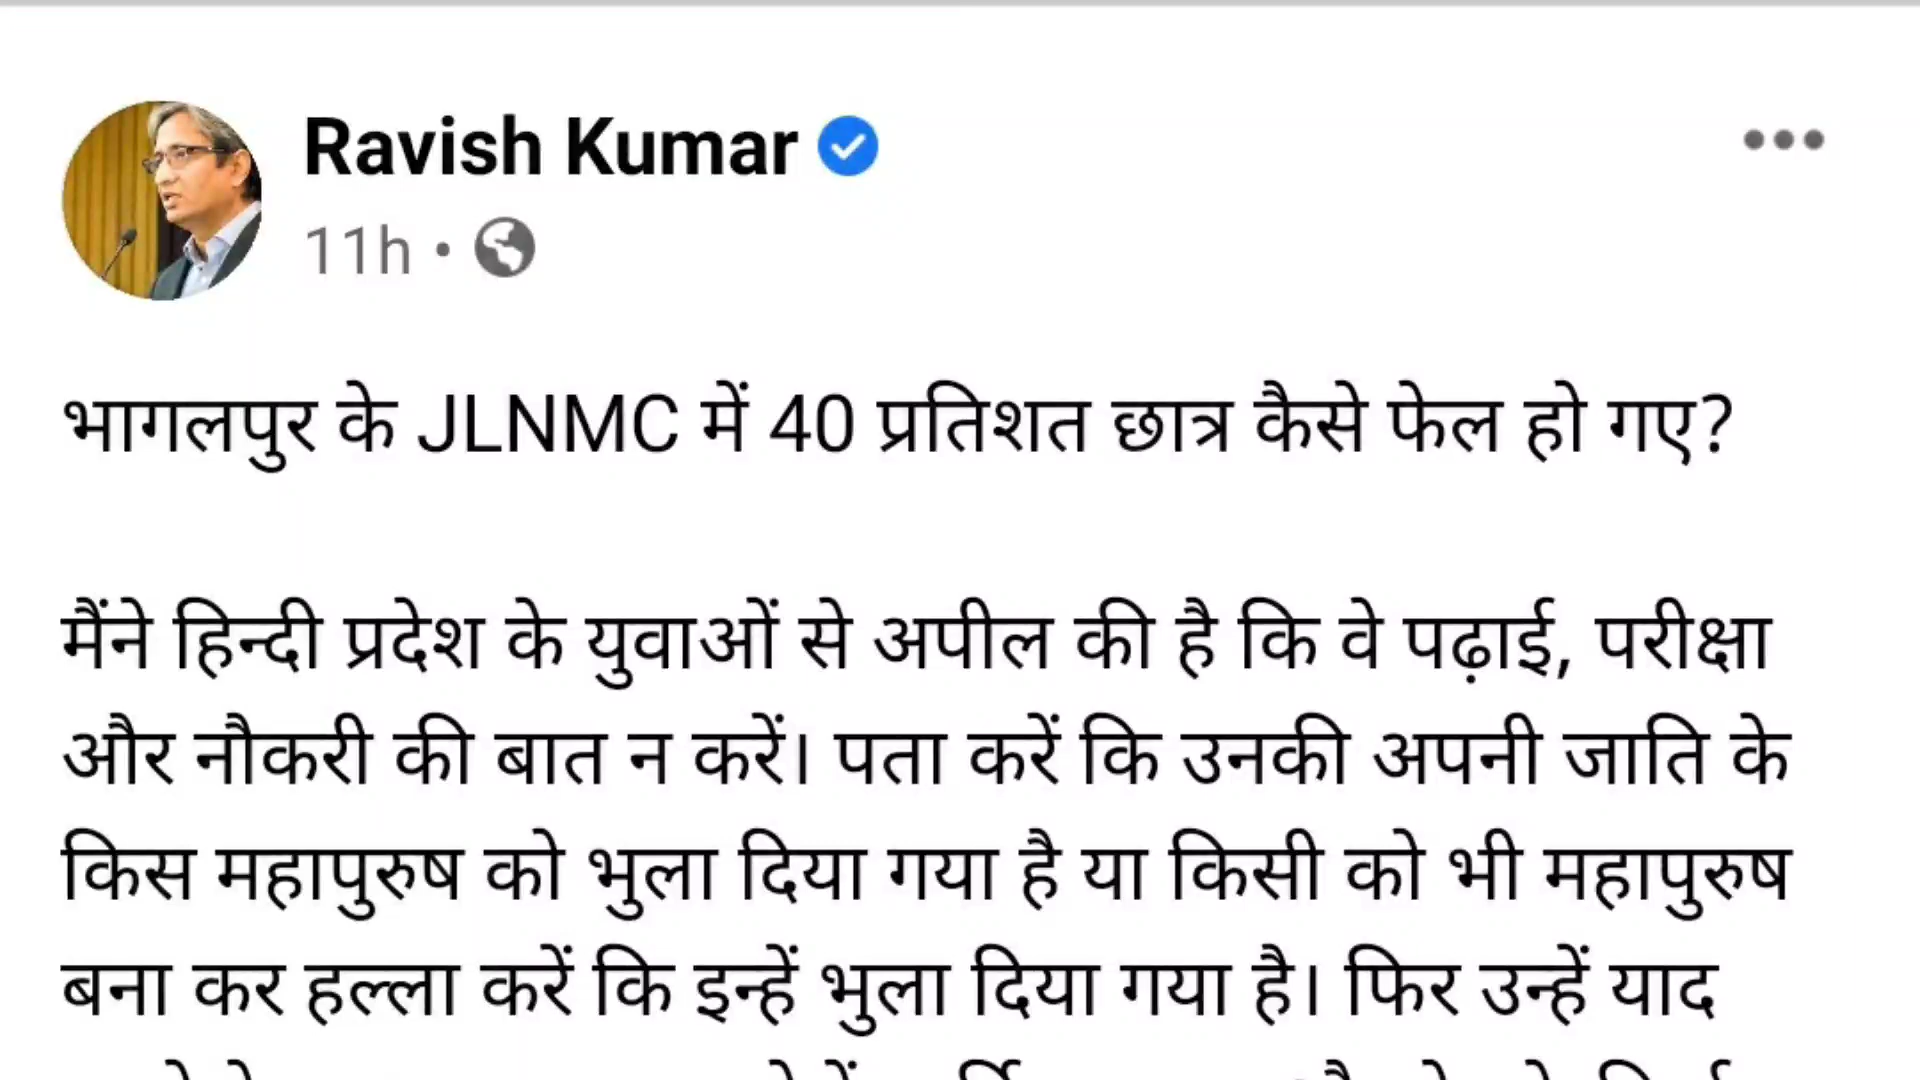 Ravish Kumar
11h
भागलपुर के JLNMC में 40 प्रतिशत छात्र कैसे फेल हो गए?
मैंने हिन्दी प्रदेश के युवाओं से अपील की है कि वे पढ़ाई, परीक्षा
और नौकरी की बात न करें। पता करें कि उनकी अपनी जाति के
किस महापुरुष को भुला दिया गया है या किसी को भी महापुरुष
बना कर हल्ला करें कि इन्हें भुला दिया गया है। फिर उन्हें याद